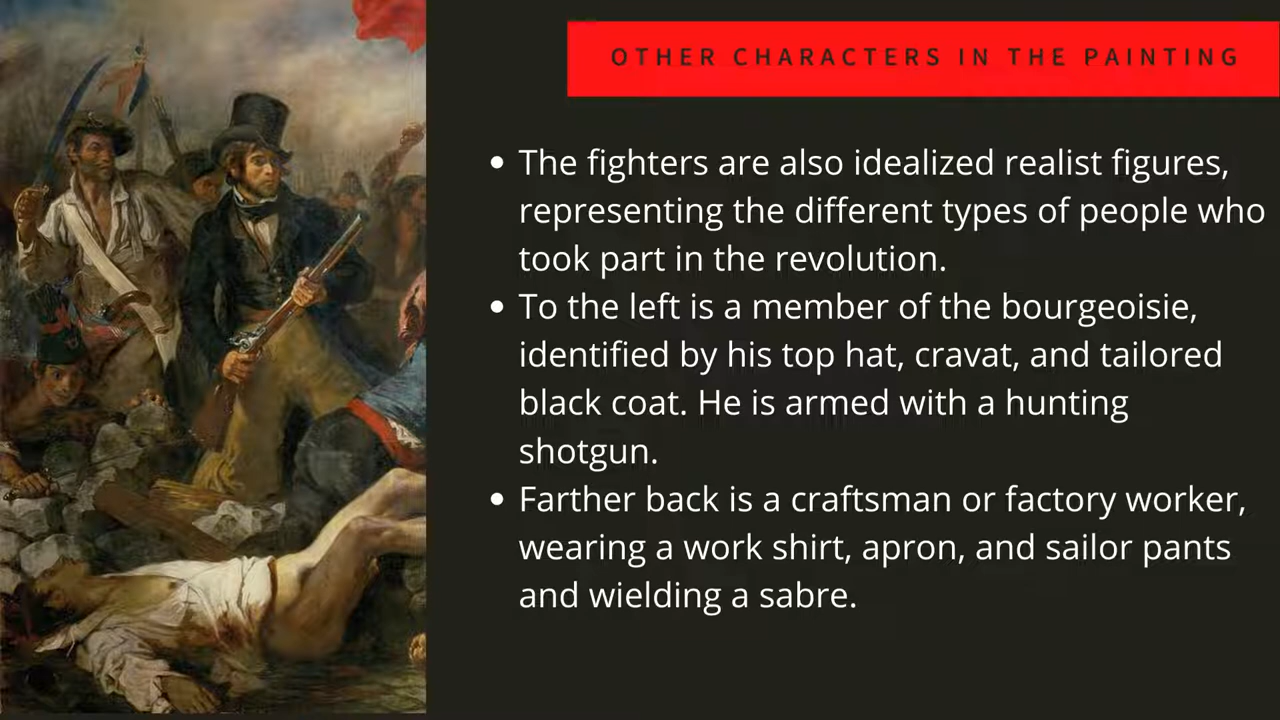 OTHER CHARACTERS IN THE PAINTING
• The fighters are also idealized realist figures,
representing the different types of people who
took part in the revolution.
• To the left is a member of the bourgeoisie,
identified by his top hat, cravat, and tailored
black coat. He is armed with a hunting
shotgun.
• Farther back is a craftsman or factory worker,
wearing a work shirt, apron, and sailor pants
and wielding a sabre.